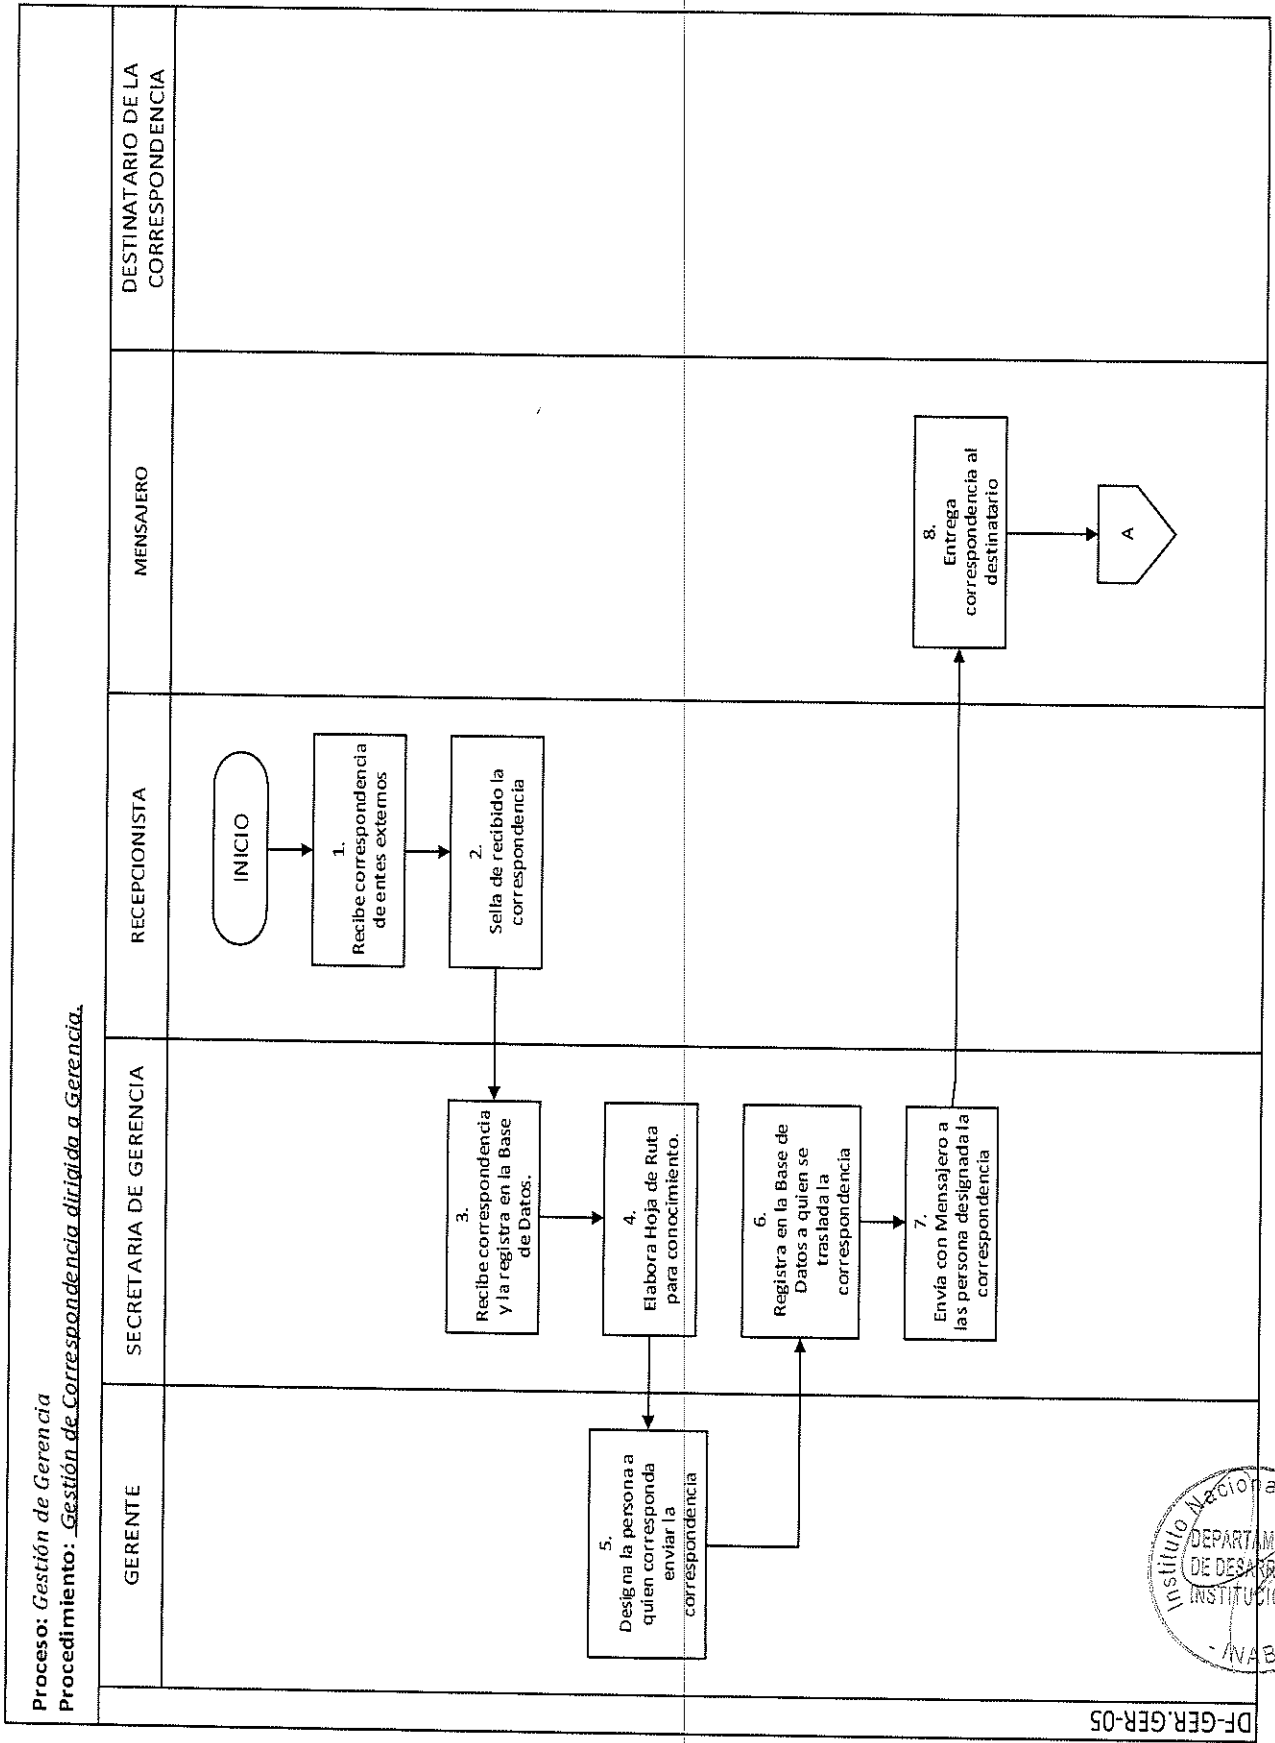 Proceso: Gestión de Gerencia
Procedimiento: Gestión de Correspondencia dirigida a Gerencia.
GERENTE
SECRETARIA DE GERENCIA
RECEPCIONISTA
MENSAJERO
DESTINATARIO DE LA
CORRESPONDENCIA
INICIO
1.
Recibe correspondencia
de entes externos
2.
Sella de recibido la
correspondencia
3.
Recibe correspondencia
y la registra en la Base
de Datos.
4.
Elabora Hoja de Ruta
para conocimiento.
5.
Designa la persona a
quien corresponda
enviar la
correspondencia
6.
Registra en la Base de
Datos a quien se
traslada la
correspondencia
7.
Envía con Mensajero a
las persona designada la
correspondencia
8.
Entrega
correspondencia al
destinatario
A
DF-GER.GER-05
Instituto Naciona
DEPARTAM
DE DESARR
INSTITUCIO
- INAB